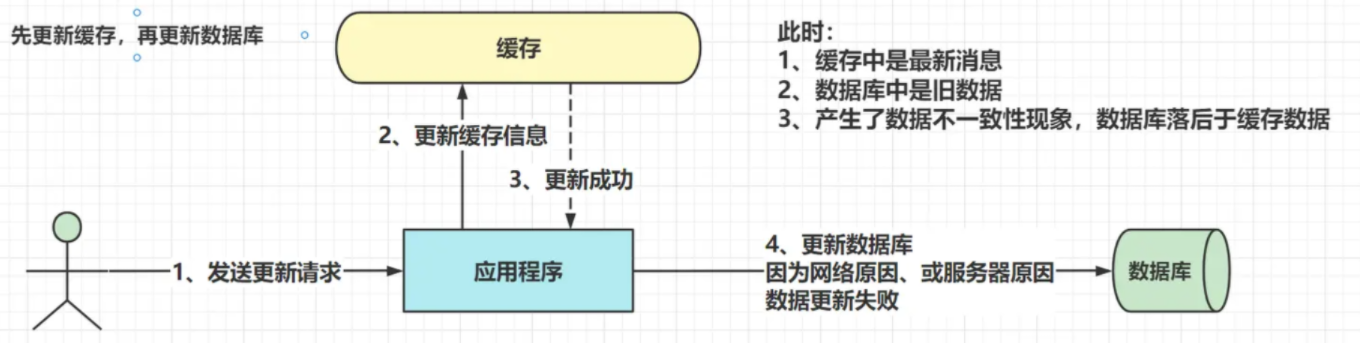 先更新缓存，再更新数据库
缓存
此时：
1、缓存中是最新消息
2、数据库中是旧数据
3、产生了数据不一致性现象，数据库落后于缓存数据
2、更新缓存信息
3、更新成功
1、发送更新请求
应用程序
4、更新数据库
因为网络原因、或服务器原因
数据更新失败
数据库